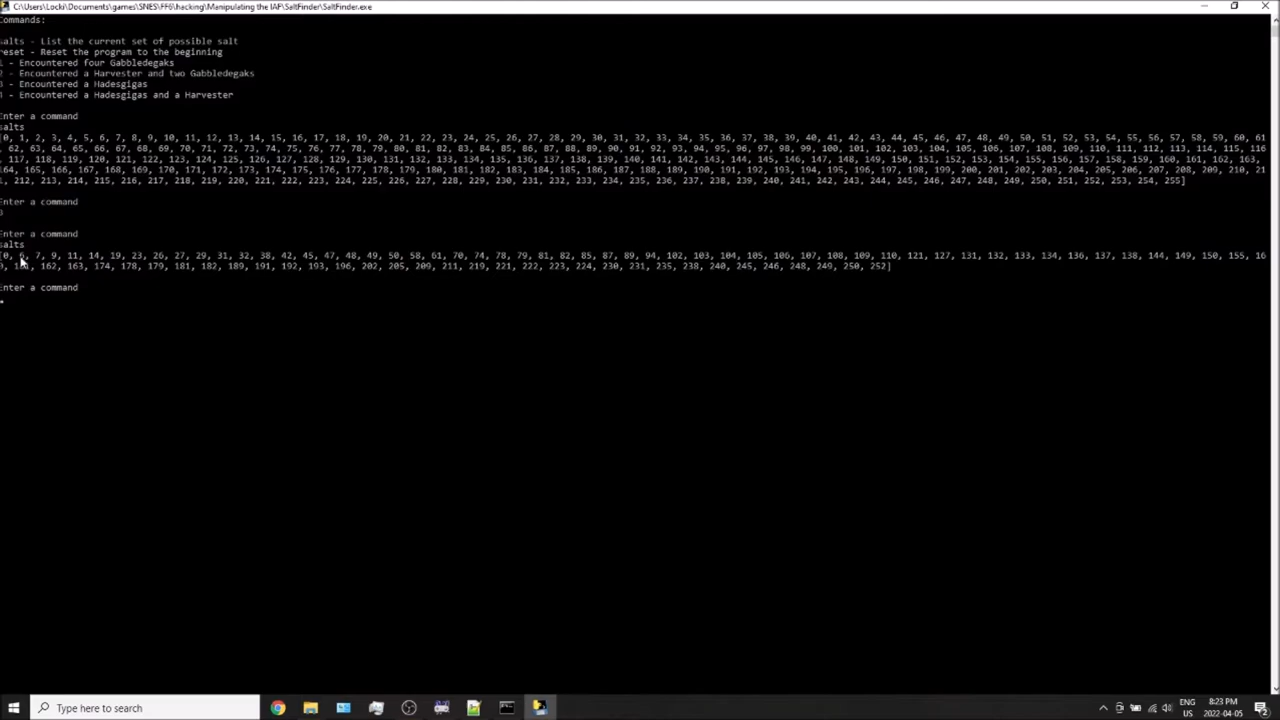 C:\Users\Locki\Documents\games\SNES\FF6\hacking\Manipulating the IAF\SaltFinder\SaltFinder.exe
Commands:
salts - List the current set of possible salt
reset - Reset the program to the beginning
1 - Encountered four Gabbledegaks
2 - Encountered a Harvester and two Gabbledegaks
3 - Encountered a Hadesgigas
4 - Encountered a Hadesgigas and a Harvester
Enter a command
salts
[0, 1, 2, 3, 4, 5, 6, 7, 8, 9, 10, 11, 12, 13, 14, 15, 16, 17, 18, 19, 20, 21, 22, 23, 24, 25, 26, 27, 28, 29, 30, 31, 32, 33, 34, 35, 36, 37, 38, 39, 40, 41, 42, 43, 44, 45, 46, 47, 48, 49, 50, 51, 52, 53, 54, 55, 56, 57, 58, 59, 60, 61
, 62, 63, 64, 65, 66, 67, 68, 69, 70, 71, 72, 73, 74, 75, 76, 77, 78, 79, 80, 81, 82, 83, 84, 85, 86, 87, 88, 89, 90, 91, 92, 93, 94, 95, 96, 97, 98, 99, 100, 101, 102, 103, 104, 105, 106, 107, 108, 109, 110, 111, 112, 113, 114, 115, 116
, 117, 118, 119, 120, 121, 122, 123, 124, 125, 126, 127, 128, 129, 130, 131, 132, 133, 134, 135, 136, 137, 138, 139, 140, 141, 142, 143, 144, 145, 146, 147, 148, 149, 150, 151, 152, 153, 154, 155, 156, 157, 158, 159, 160, 161, 162, 163,
164, 165, 166, 167, 168, 169, 170, 171, 172, 173, 174, 175, 176, 177, 178, 179, 180, 181, 182, 183, 184, 185, 186, 187, 188, 189, 190, 191, 192, 193, 194, 195, 196, 197, 198, 199, 200, 201, 202, 203, 204, 205, 206, 207, 208, 209, 210, 21
1, 212, 213, 214, 215, 216, 217, 218, 219, 220, 221, 222, 223, 224, 225, 226, 227, 228, 229, 230, 231, 232, 233, 234, 235, 236, 237, 238, 239, 240, 241, 242, 243, 244, 245, 246, 247, 248, 249, 250, 251, 252, 253, 254, 255]
Enter a command
3
Enter a command
salts
[0, 6, 7, 9, 11, 14, 19, 23, 26, 27, 29, 31, 32, 38, 42, 45, 47, 48, 49, 50, 58, 61, 70, 74, 78, 79, 81, 82, 85, 87, 89, 94, 102, 103, 104, 105, 106, 107, 108, 109, 110, 121, 127, 131, 132, 133, 134, 136, 137, 138, 144, 149, 150, 155, 16
0, 161, 162, 163, 174, 178, 179, 181, 182, 189, 191, 192, 193, 196, 202, 205, 209, 211, 219, 221, 222, 223, 224, 230, 231, 235, 238, 240, 245, 246, 248, 249, 250, 252]
Enter a command
Type here to search
ENG
US
8:23 PM
2022-04-05
2